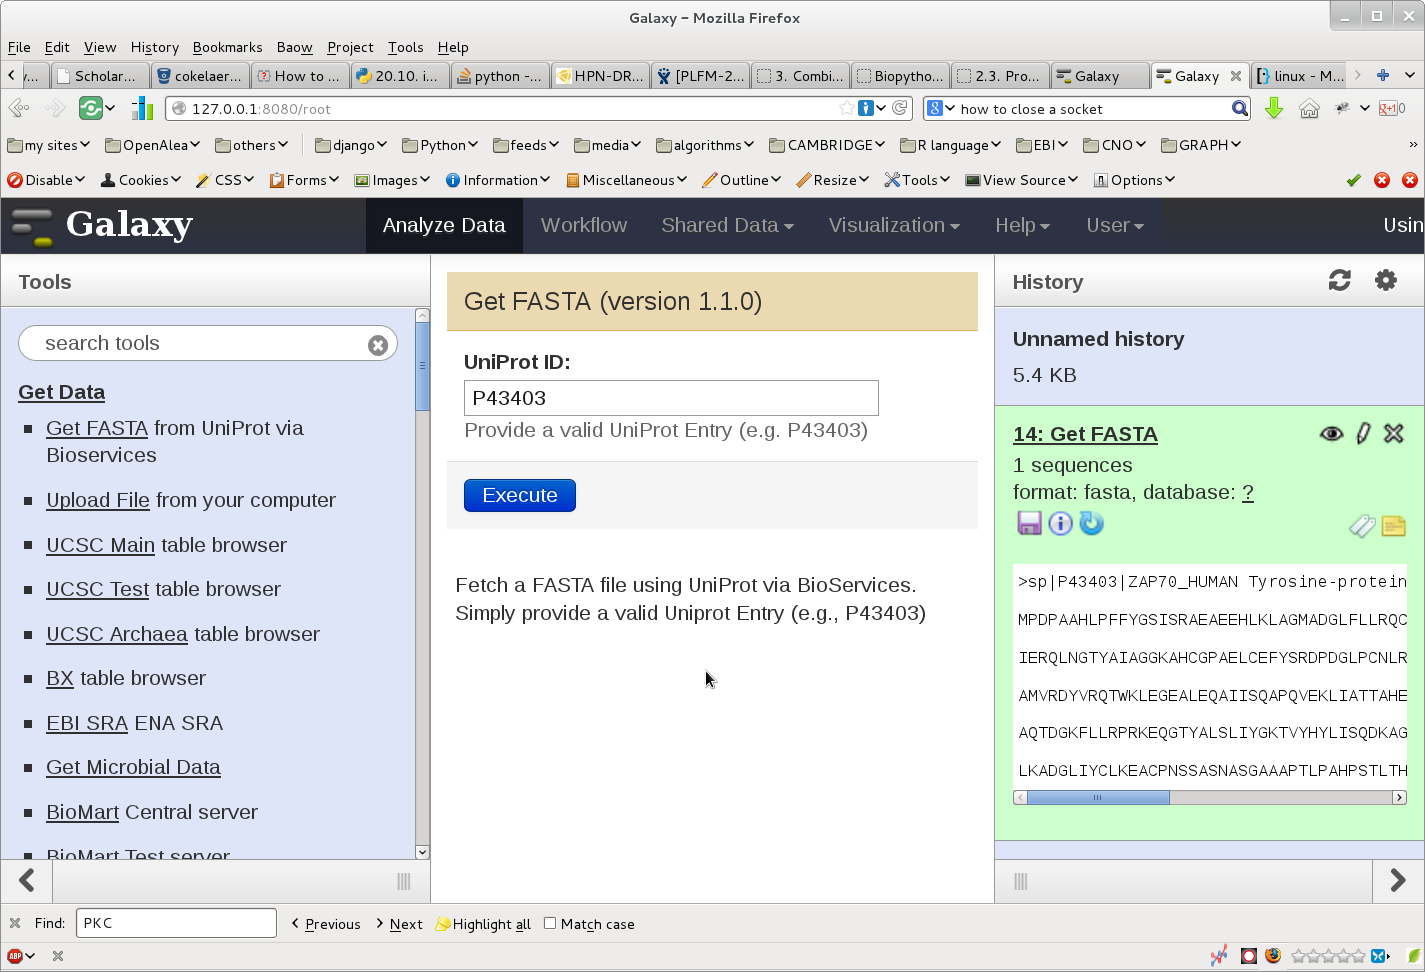 Galaxy - Mozilla Firefox
File Edit View History Bookmarks Baow Project Tools Help
y... Scholar... cokelaer... How to ... 20.10. i... python -... HPN-DR... [PLFM-2... 3. Combi... Biopytho... 2.3. Pro... Galaxy Galaxy linux - M...
127.0.0.1:8080/root
8 how to close a socket
+1 0
my sites OpenAlea others django Python feeds media algorithms CAMBRIDGE R language EBI CNO GRAPH »
Disable Cookies CSS Forms Images Information Miscellaneous Outline Resize Tools View Source Options
Galaxy Analyze Data Workflow Shared Data Visualization Help User Usin
Tools
search tools
Get Data
Get FASTA from UniProt via
Bioservices
Upload File from your computer
UCSC Main table browser
UCSC Test table browser
UCSC Archaea table browser
BX table browser
EBI SRA ENA SRA
Get Microbial Data
BioMart Central server
BioMart Test server
Get FASTA (version 1.1.0)
UniProt ID:
P43403
Provide a valid UniProt Entry (e.g. P43403)
Execute
Fetch a FASTA file using UniProt via BioServices.
Simply provide a valid Uniprot Entry (e.g., P43403)
History
Unnamed history
5.4 KB
14: Get FASTA
1 sequences
format: fasta, database: ?
>sp|P43403|ZAP70_HUMAN Tyrosine-protein
MPDPAAHLPFFYGSISRAEAEEHLKLAGMADGLFLLRQC
IERQLNGTYAIAGGKAHCGPAELCEFYSRDPDGLPCNLR
AMVRDYVRQTWKLEGEALEQAIISQAPQVEKLIATTAHE
AQTDGKFLLRPRKEQGTYALSLIYGKTVYHYLISQDKAG
LKADGLIYCLKEACPNSSASNASGAAAPTLPAHPSTLTH
Find: PKC Previous Next Highlight all Match case
ABP